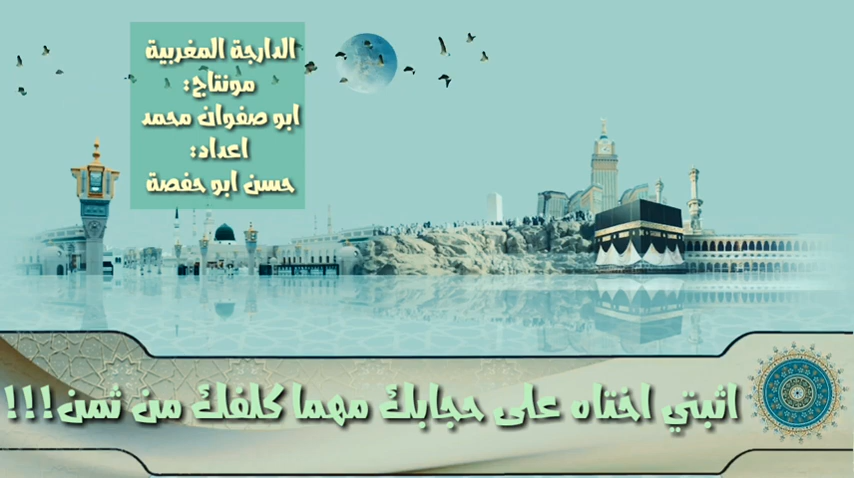 الدارجة المغربية
مونتاج:
ابو صفوان محمد
اعداد:
حسن ابو حفصة
اثبتي اختاه على حجابك مهما كلفك من ثمن!!!